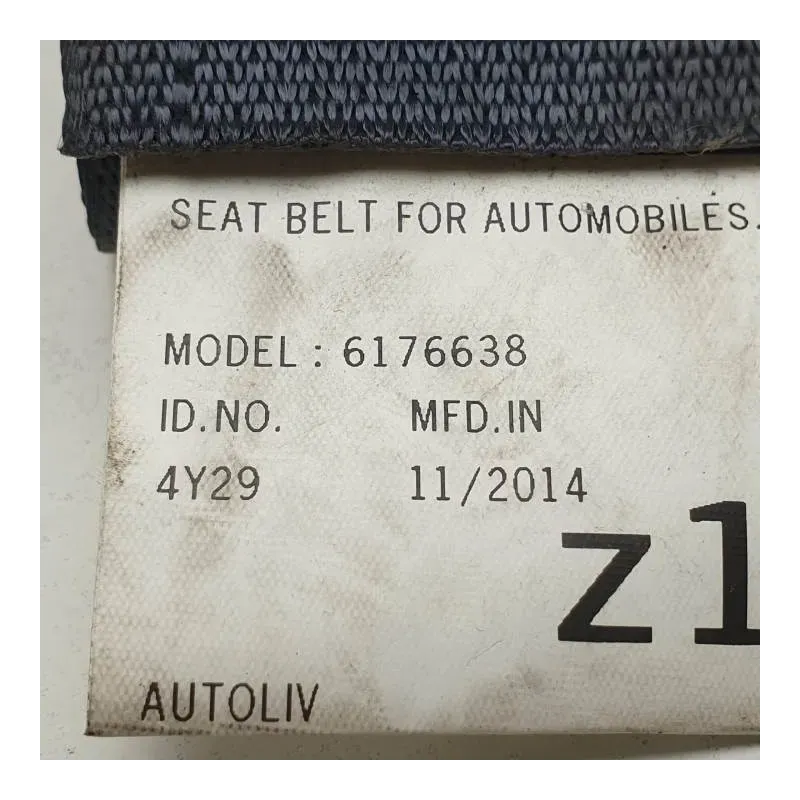 SEAT BELT FOR AUTOMOBILES.
MODEL : 6176638
ID.NO. MFD.IN
4Y29 11/2014
z1
AUTOLIV